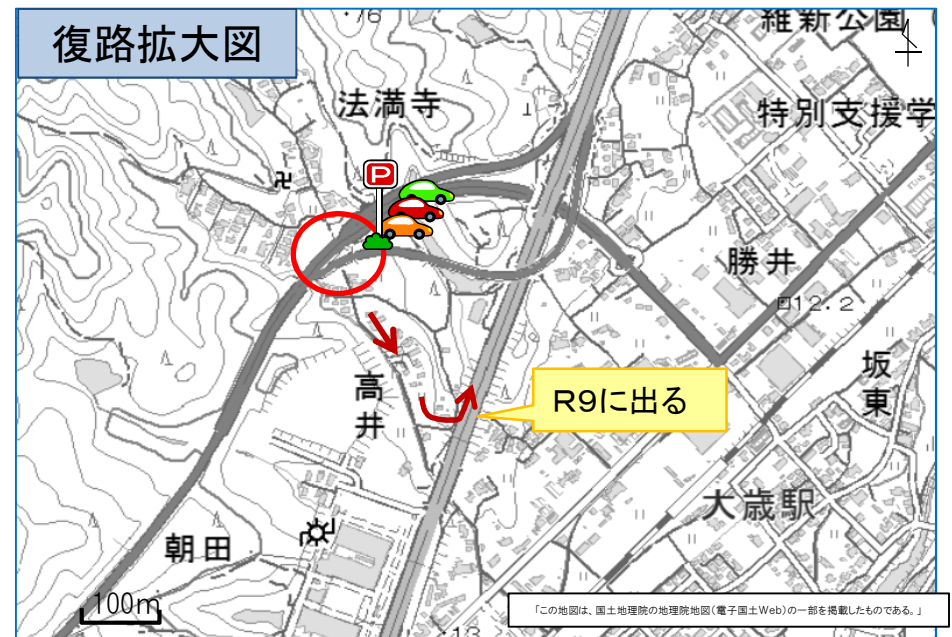 復路拡大図
・76
維新公園
法満寺
特別支援学
P
勝井
12.2
高井
坂東
R9に出る
大歳駅
朝田
100m
「この地図は、国土地理院の地理院地図(電子国土Web)の一部を掲載したものである。」
・13